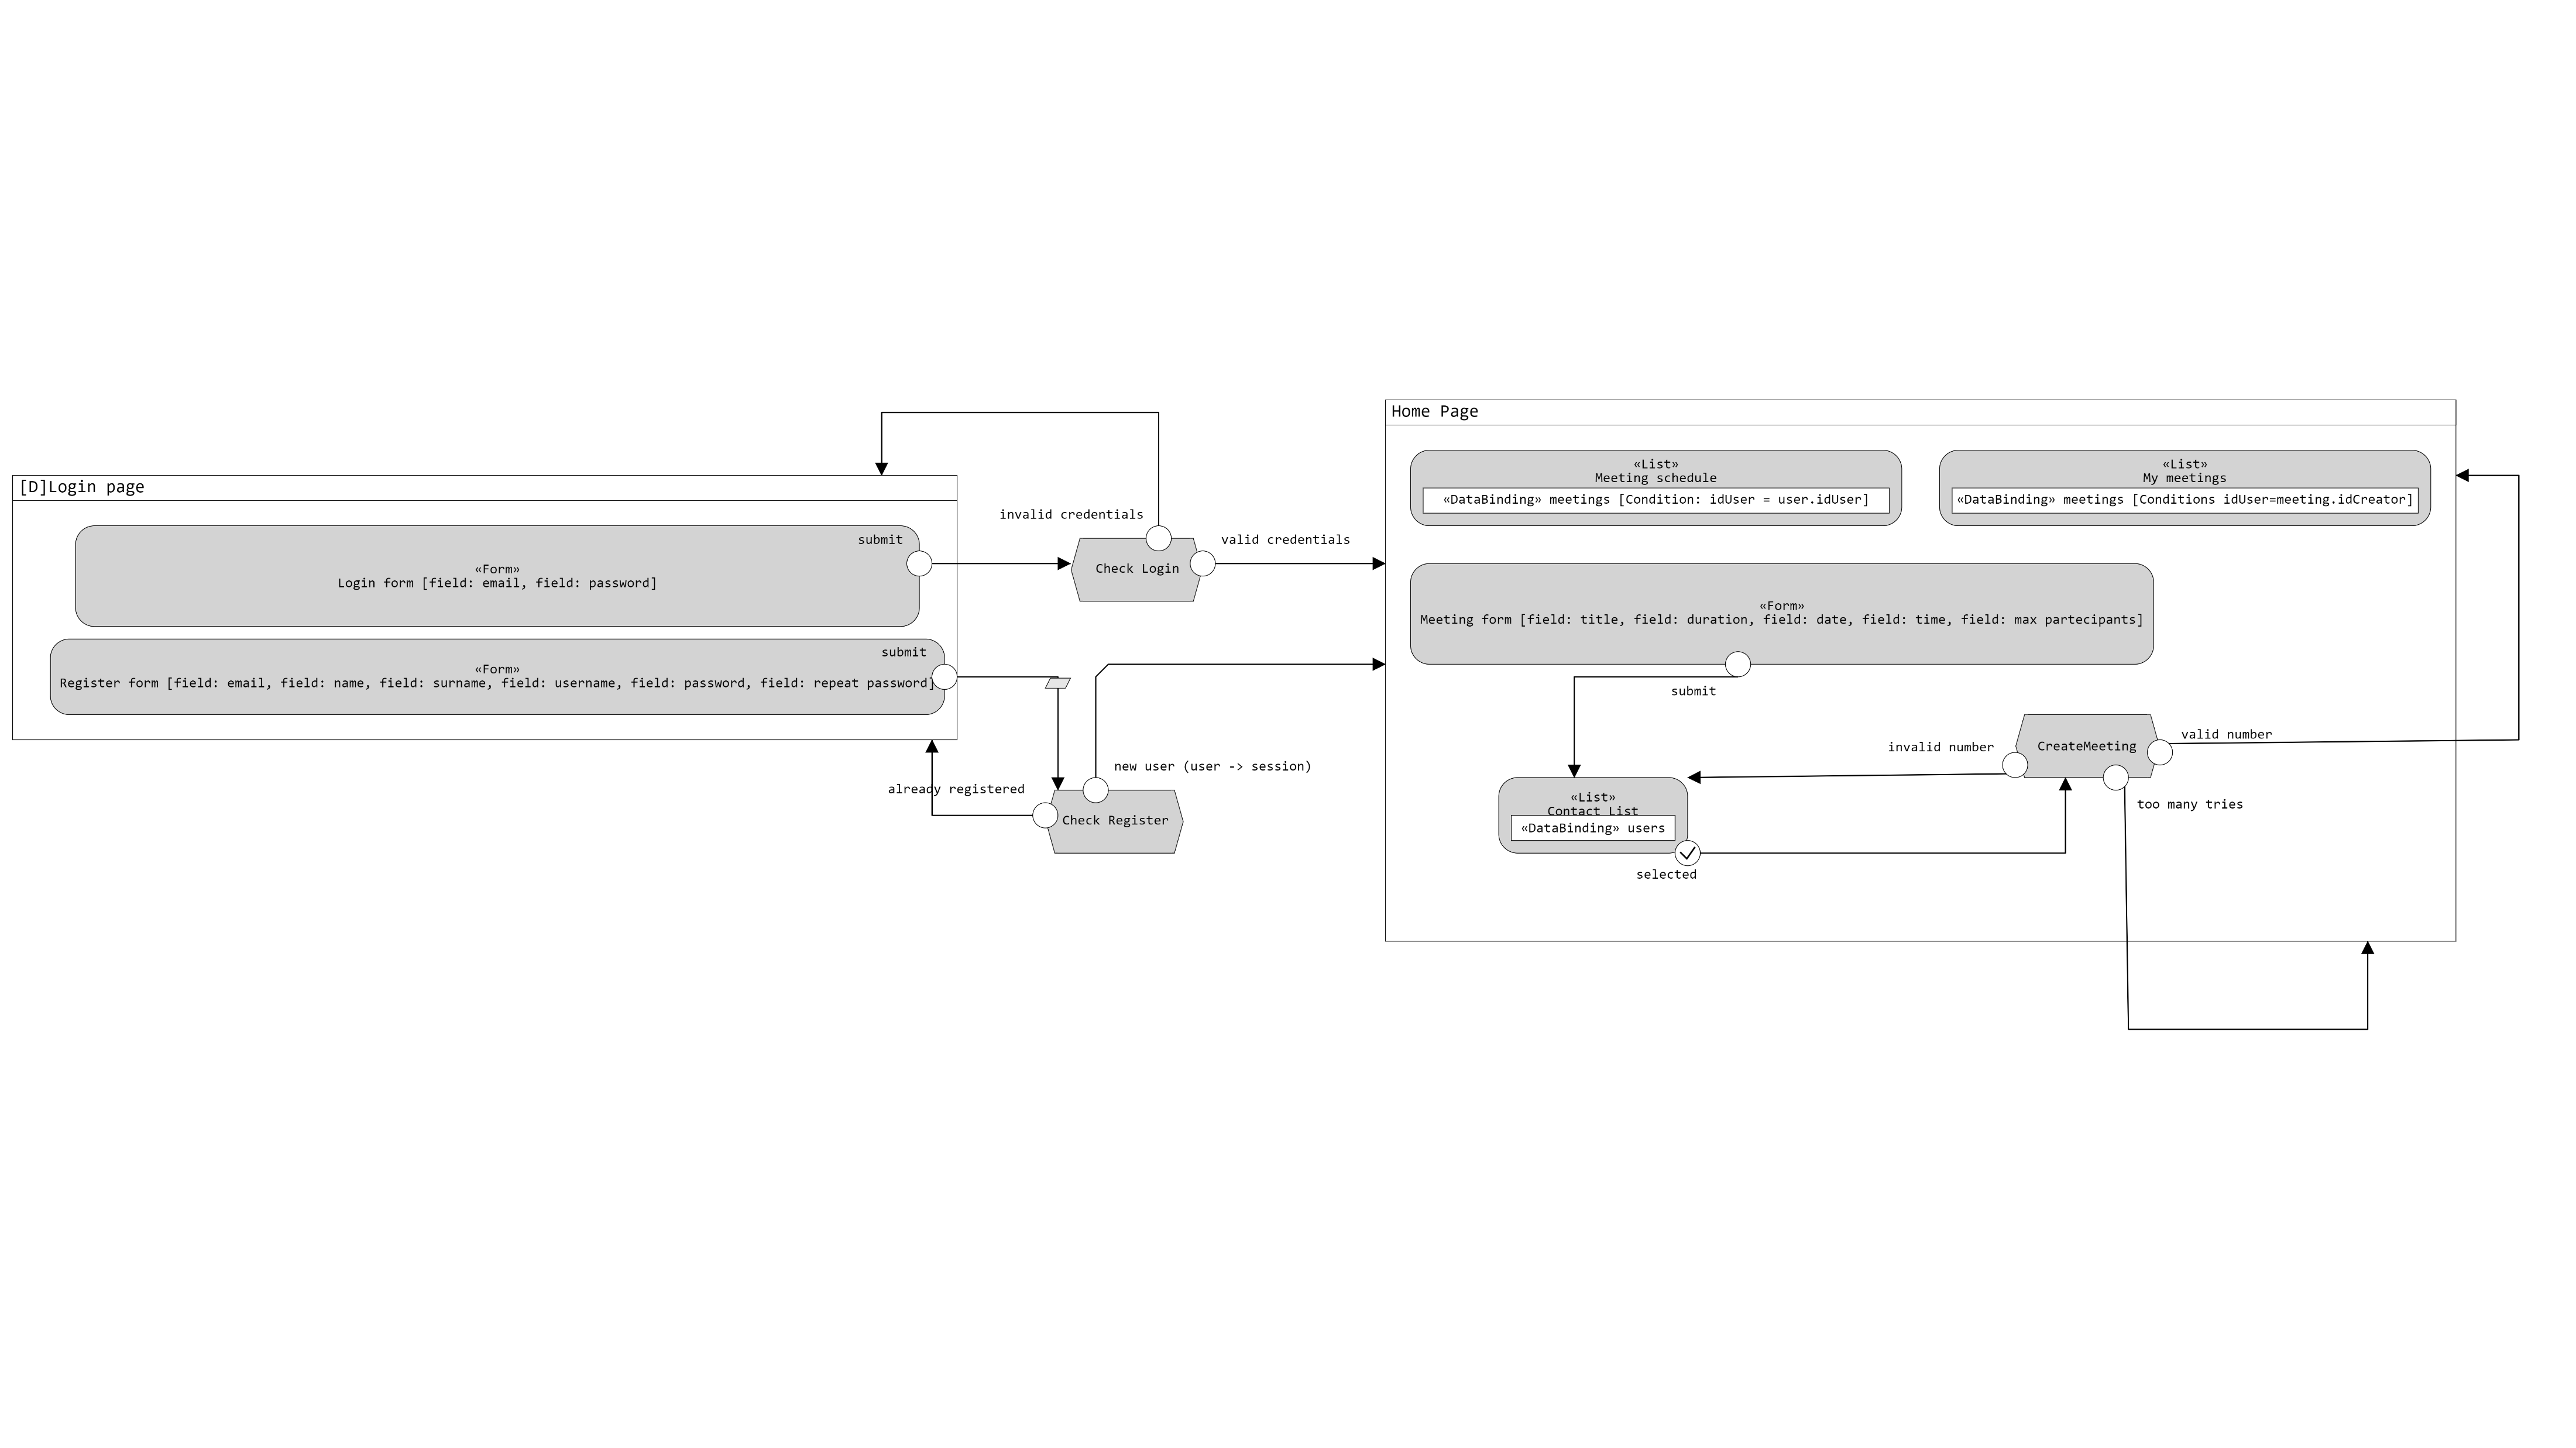 Home Page
«List»
Meeting schedule
«DataBinding» meetings [Condition: idUser = user.idUser]
«List»
My meetings
«DataBinding» meetings [Conditions idUser=meeting.idCreator]
[D]Login page
submit
«Form»
Login form [field: email, field: password]
invalid credentials
valid credentials
Check Login
submit
«Form»
Register form [field: email, field: name, field: surname, field: username, field: password, field: repeat password]
«Form»
Meeting form [field: title, field: duration, field: date, field: time, field: max partecipants]
submit
new user (user -> session)
already registered
Check Register
invalid number
CreateMeeting
valid number
too many tries
«List»
Contact List
«DataBinding» users
selected